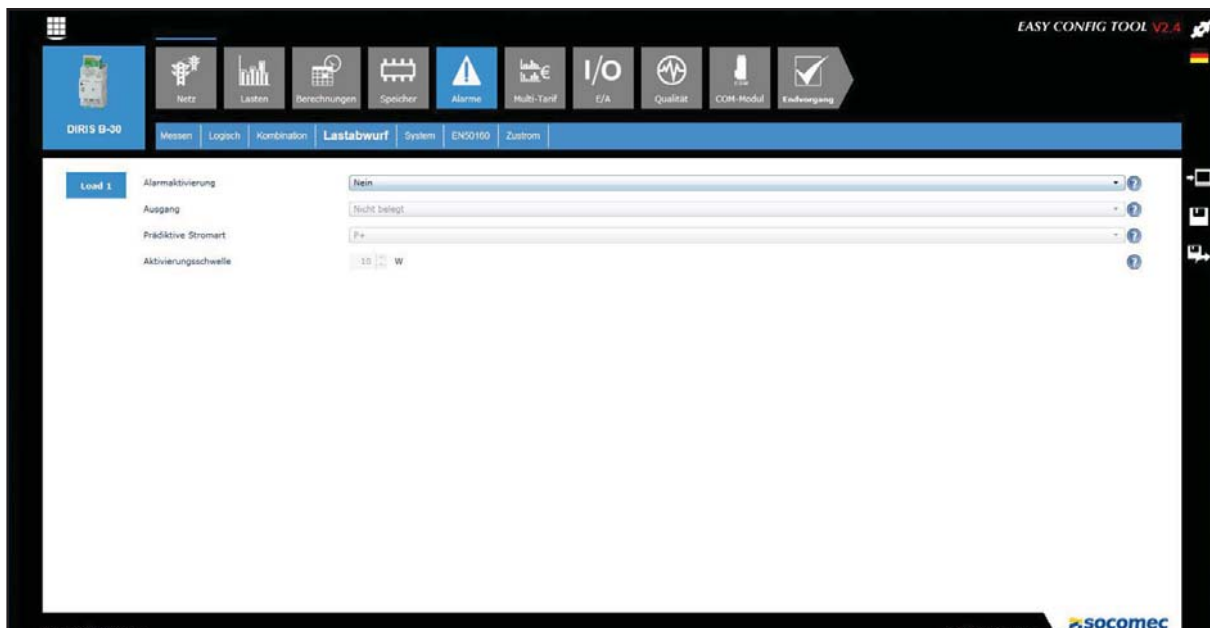 EASY CONFIG TOOL V2.4
Netz
Lasten
Berechnungen
Speicher
Alarme
€
Multi-Tarif
I/O
E/A
Qualität
COM-Modul
Endvorgang
DIRIS B-30
Messen
Logisch
Kombination
Lastabwurf
System
EN50160
Zustrom
Load 1
Alarmaktivierung
Nein
?
Ausgang
Nicht belegt
?
Prädiktive Stromart
P+
?
Aktivierungsschwelle
10 W
?
socomec